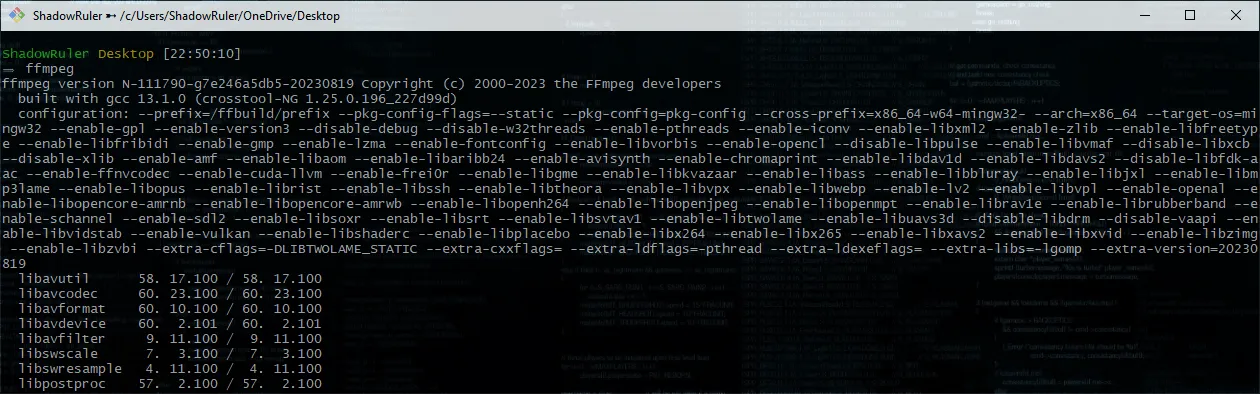 ShadowRuler ➻ /c/Users/ShadowRuler/OneDrive/Desktop
ShadowRuler Desktop [22:50:10]
⇒ ffmpeg
ffmpeg version N-111790-g7e246a5db5-20230819 Copyright (c) 2000-2023 the FFmpeg developers
built with gcc 13.1.0 (crosstool-NG 1.25.0.196_227d99d)
configuration: --prefix=/ffbuild/prefix --pkg-config-flags=--static --pkg-config=pkg-config --cross-prefix=x86_64-w64-mingw32- --arch=x86_64 --target-os=mi
ngw32 --enable-gpl --enable-version3 --disable-debug --disable-w32threads --enable-pthreads --enable-iconv --enable-libxml2 --enable-zlib --enable-libfreetyp
e --enable-libfribidi --enable-gmp --enable-lzma --enable-fontconfig --enable-libvorbis --enable-opencl --disable-libpulse --enable-libvmaf --disable-libxcb
--disable-xlib --enable-amf --enable-libaom --enable-libaribb24 --enable-avisynth --enable-chromaprint --enable-libdav1d --enable-libdavs2 --disable-libfdk-a
ac --enable-ffnvcodec --enable-cuda-llvm --enable-frei0r --enable-libgme --enable-libkvazaar --enable-libass --enable-libbluray --enable-libjxl --enable-libm
p3lame --enable-libopus --enable-librist --enable-libssh --enable-libtheora --enable-libvpx --enable-libwebp --enable-lv2 --enable-libvpl --enable-openal --e
nable-libopencore-amrnb --enable-libopencore-amrwb --enable-libopenh264 --enable-libopenjpeg --enable-libopenmpt --enable-librav1e --enable-librubberband --e
nable-schannel --enable-sdl2 --enable-libsoxr --enable-libsrt --enable-libsvtav1 --enable-libtwolame --enable-libuavs3d --disable-libdrm --disable-vaapi --en
able-libvidstab --enable-vulkan --enable-libshaderc --enable-libplacebo --enable-libx264 --enable-libx265 --enable-libxavs2 --enable-libxvid --enable-libzimg
--enable-libzvbi --extra-cflags=-DLIBTWOLAME_STATIC --extra-cxxflags= --extra-ldflags=-pthread --extra-ldexeflags= --extra-libs=-lgomp --extra-version=20230
819
libavutil 58. 17.100 / 58. 17.100
libavcodec 60. 23.100 / 60. 23.100
libavformat 60. 10.100 / 60. 10.100
libavdevice 60. 2.101 / 60. 2.101
libavfilter 9. 11.100 / 9. 11.100
libswscale 7. 3.100 / 7. 3.100
libswresample 4. 11.100 / 4. 11.100
libpostproc 57. 2.100 / 57. 2.100